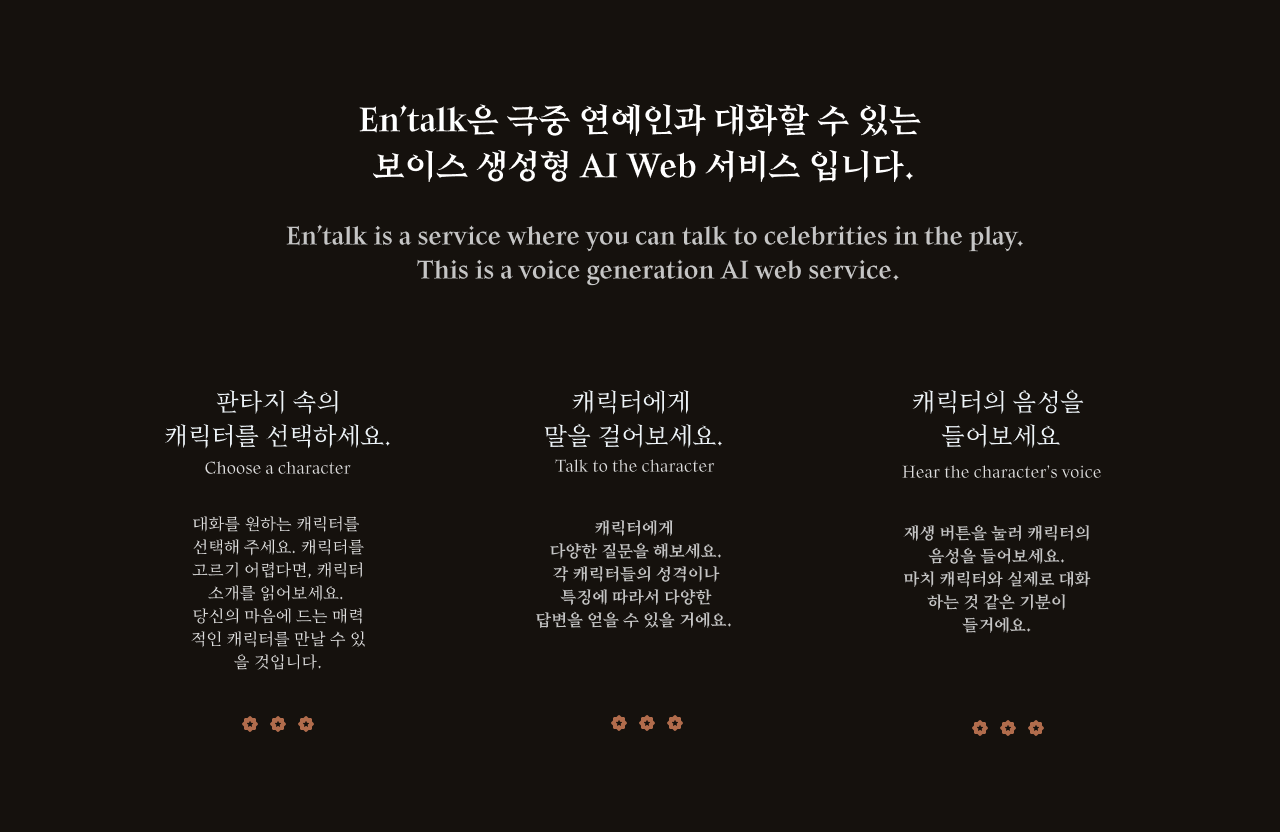 En’talk은 극중 연예인과 대화할 수 있는
보이스 생성형 AI Web 서비스 입니다.
En’talk is a service where you can talk to celebrities in the play.
This is a voice generation AI web service.
판타지 속의
캐릭터를 선택하세요.
Choose a character
대화를 원하는 캐릭터를
선택해 주세요. 캐릭터를
고르기 어렵다면, 캐릭터
소개를 읽어보세요.
당신의 마음에 드는 매력
적인 캐릭터를 만날 수 있
을 것입니다.
캐릭터에게
말을 걸어보세요.
Talk to the character
캐릭터에게
다양한 질문을 해보세요.
각 캐릭터들의 성격이나
특징에 따라서 다양한
답변을 얻을 수 있을 거에요.
캐릭터의 음성을
들어보세요
Hear the character's voice
재생 버튼을 눌러 캐릭터의
음성을 들어보세요.
마치 캐릭터와 실제로 대화
하는 것 같은 기분이
들거에요.